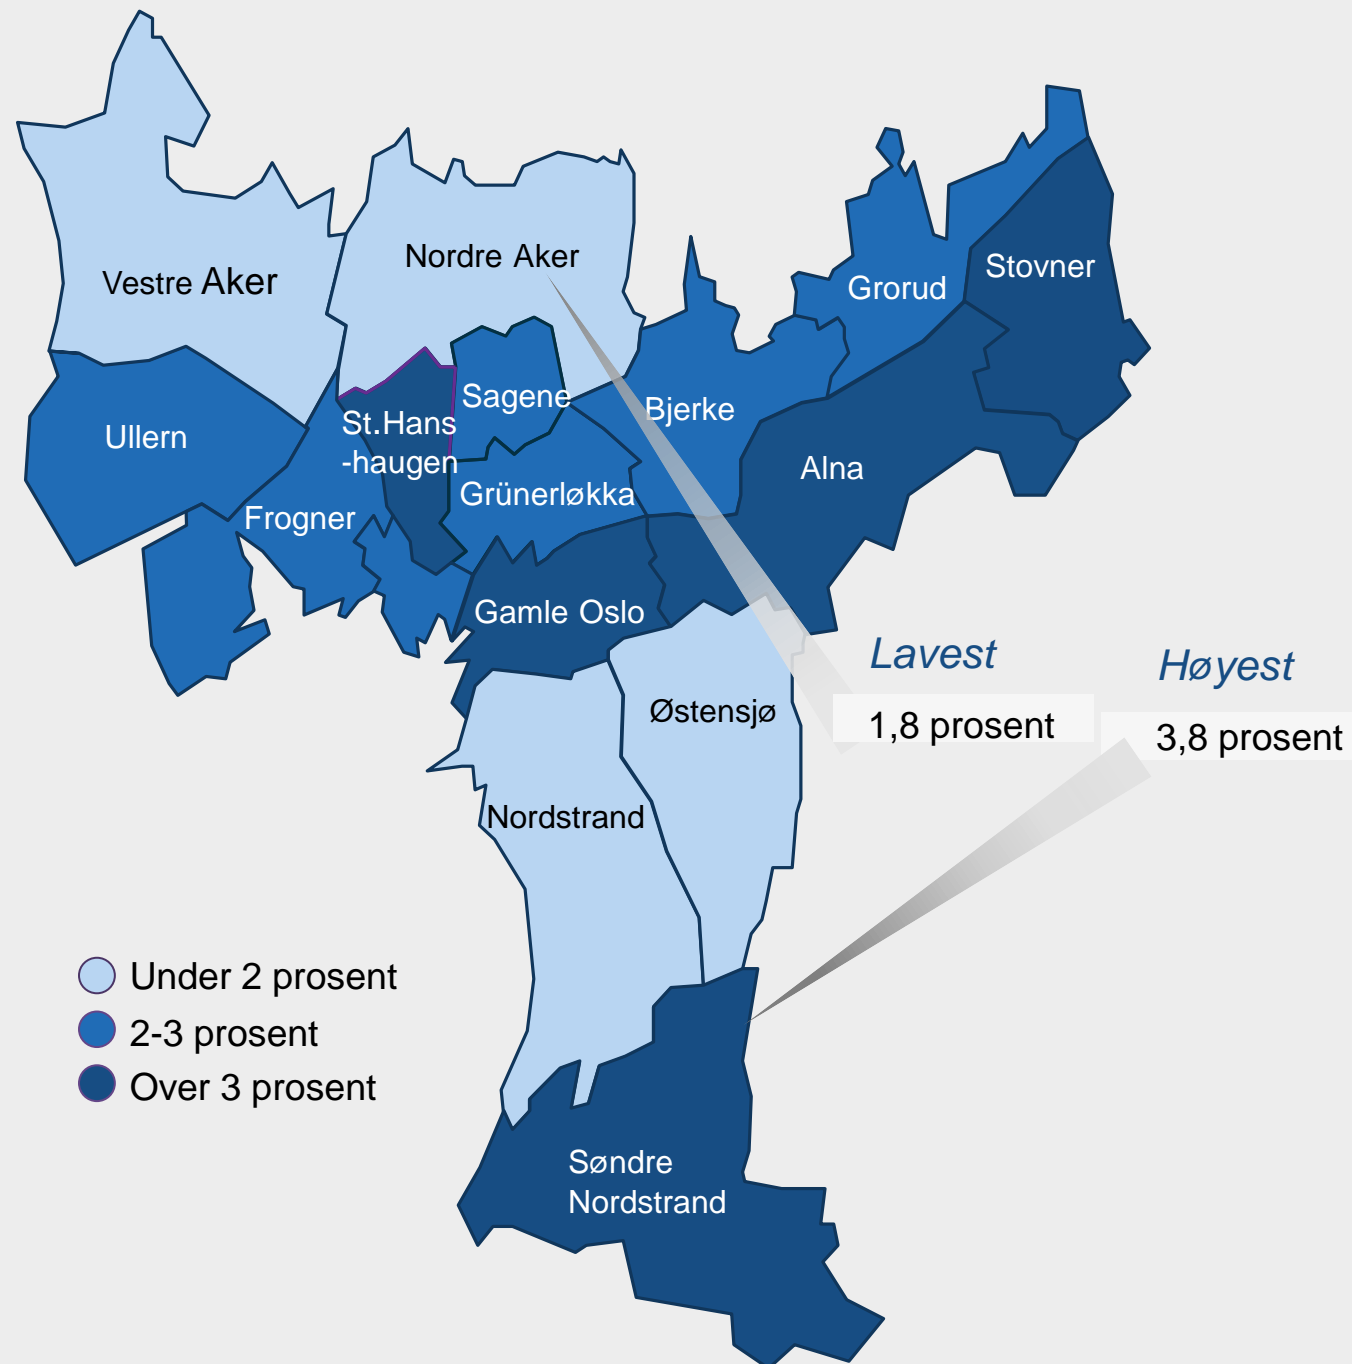 Nordre Aker
Vestre Aker
Stovner
Grorud
Sagene
Bjerke
St.Hans
-haugen
Ullern
Alna
Grünerløkka
Frogner
Gamle Oslo
Lavest
Høyest
Østensjø
1,8 prosent
3,8 prosent
Nordstrand
Under 2 prosent
2-3 prosent
Over 3 prosent
Søndre
Nordstrand